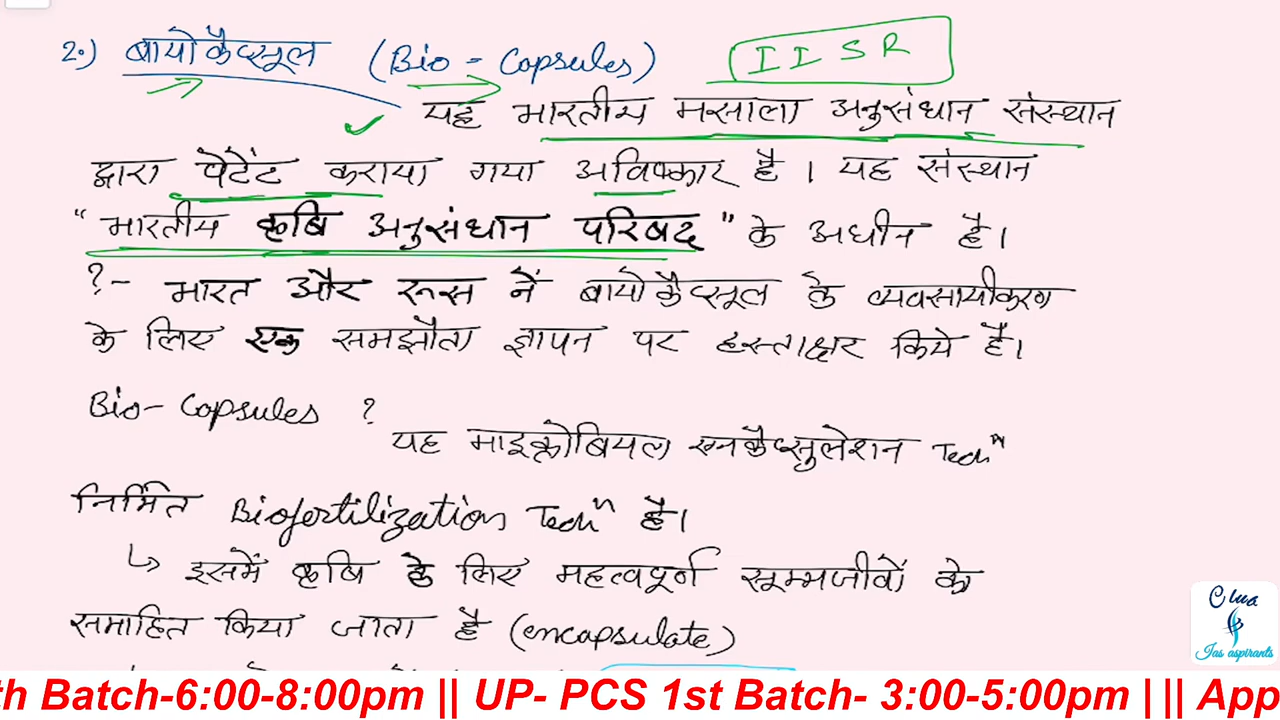 2.) बायोकैप्सूल (Bio - Capsules) IISR
यह भारतीय मसाला अनुसंधान संस्थान
द्वारा पेटेंट कराया गया अविष्कार है। यह संस्थान
"भारतीय कृषि अनुसंधान परिषद" के अधीन है।
?- भारत और रूस नें बायोकैप्सूल के व्यवसायीकरण
के लिए एक समझौता ज्ञापन पर हस्ताक्षर किये है।
Bio- Capsules ?
यह माइक्रोबियल एनकैप्सुलेशन Techⁿ
निर्मित Biofertilization Techⁿ है।
↳ इसमें कृषि के लिए महत्वपूर्ण सूक्ष्मजीवों को
समाहित किया जाता है (encapsulate)
th Batch-6:00-8:00pm || UP- PCS 1st Batch- 3:00-5:00pm | || App
Ias aspirants